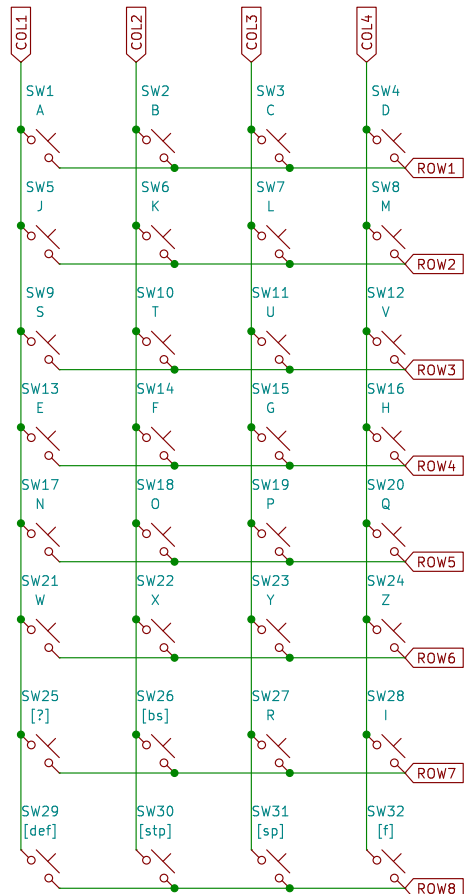 COL1 COL2 COL3 COL4
SW1 SW2 SW3 SW4
A B C D
ROW1
SW5 SW6 SW7 SW8
J K L M
ROW2
SW9 SW10 SW11 SW12
S T U V
ROW3
SW13 SW14 SW15 SW16
E F G H
ROW4
SW17 SW18 SW19 SW20
N O P Q
ROW5
SW21 SW22 SW23 SW24
W X Y Z
ROW6
SW25 SW26 SW27 SW28
[?] [bs] R I
ROW7
SW29 SW30 SW31 SW32
[def] [stp] [sp] [f]
ROW8